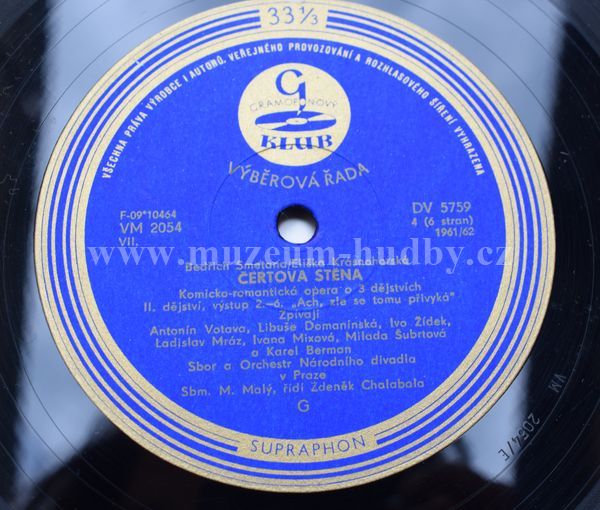 33 1/3
VŠECHNA PRÁVA VÝROBCE I AUTORŮ, VEŘEJNÉHO PROVOZOVÁNÍ A ROZHLASOVÉHO ŠÍŘENÍ VYHRAZENA
G
GRAMOFONOVÝ
KLUB
VÝBĚROVÁ ŘADA
F-09*10464
VM 2054
VII.
DV 5759
4 (6 stran)
1961/62
www.muzeum-hudby.cz
Bedřich Smetana/Eliška Krásnohorská
ČERTOVA STĚNA
Komicko-romantická opera o 3 dějstvích
II. dějství, výstup 2.–6. „Ach, zle se tomu přivyká"
Zpívají
Antonín Votava, Libuše Domanínská, Ivo Žídek,
Ladislav Mráz, Ivana Mixová, Milada Šubrtová
a Karel Berman
Sbor a Orchestr Národního divadla
v Praze
Sbm. M. Malý, řídí Zdeněk Chalabala
G
SUPRAPHON
VM 2054/E